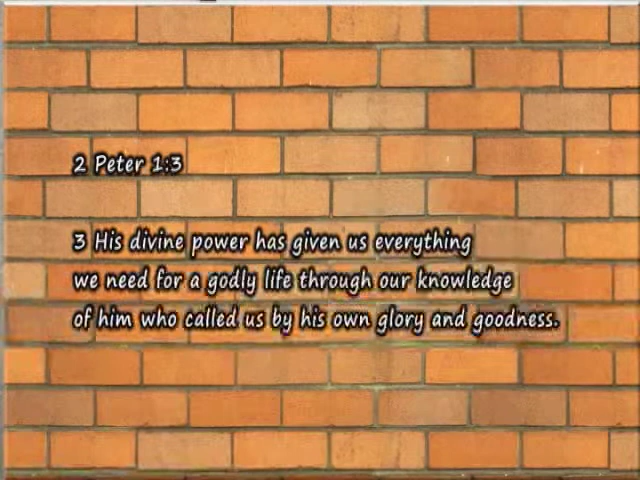 2 Peter 1:3
3 His divine power has given us everything
we need for a godly life through our knowledge
of him who called us by his own glory and goodness.